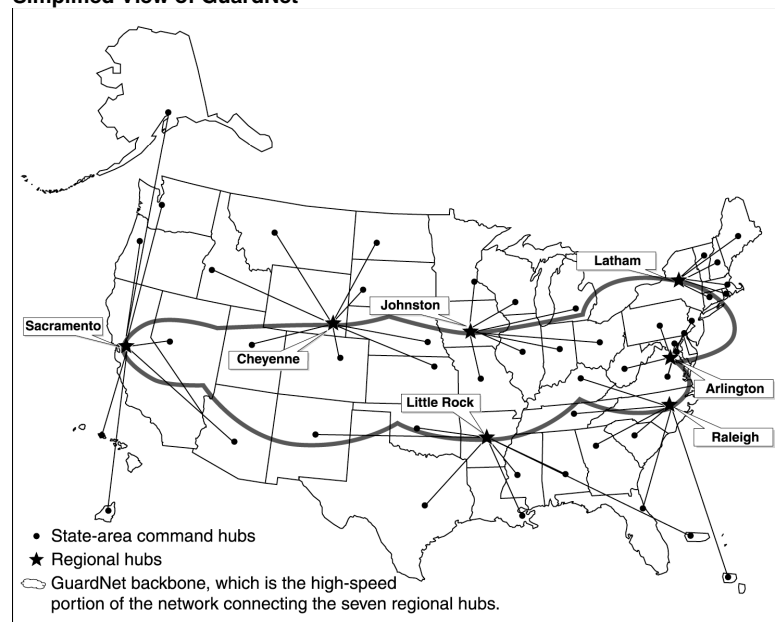 Simplified View of GuardNet
Latham
Johnston
Sacramento
Cheyenne
Little Rock
Arlington
Raleigh
State-area command hubs
Regional hubs
GuardNet backbone, which is the high-speed
portion of the network connecting the seven regional hubs.